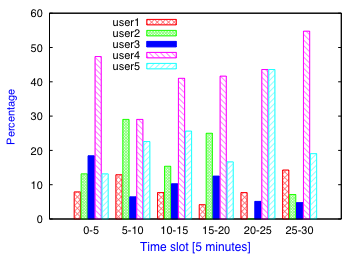 user1
user2
user3
user4
user5
60
50
40
30
20
10
0
Percentage
0-5 5-10 10-15 15-20 20-25 25-30
Time slot [5 minutes]